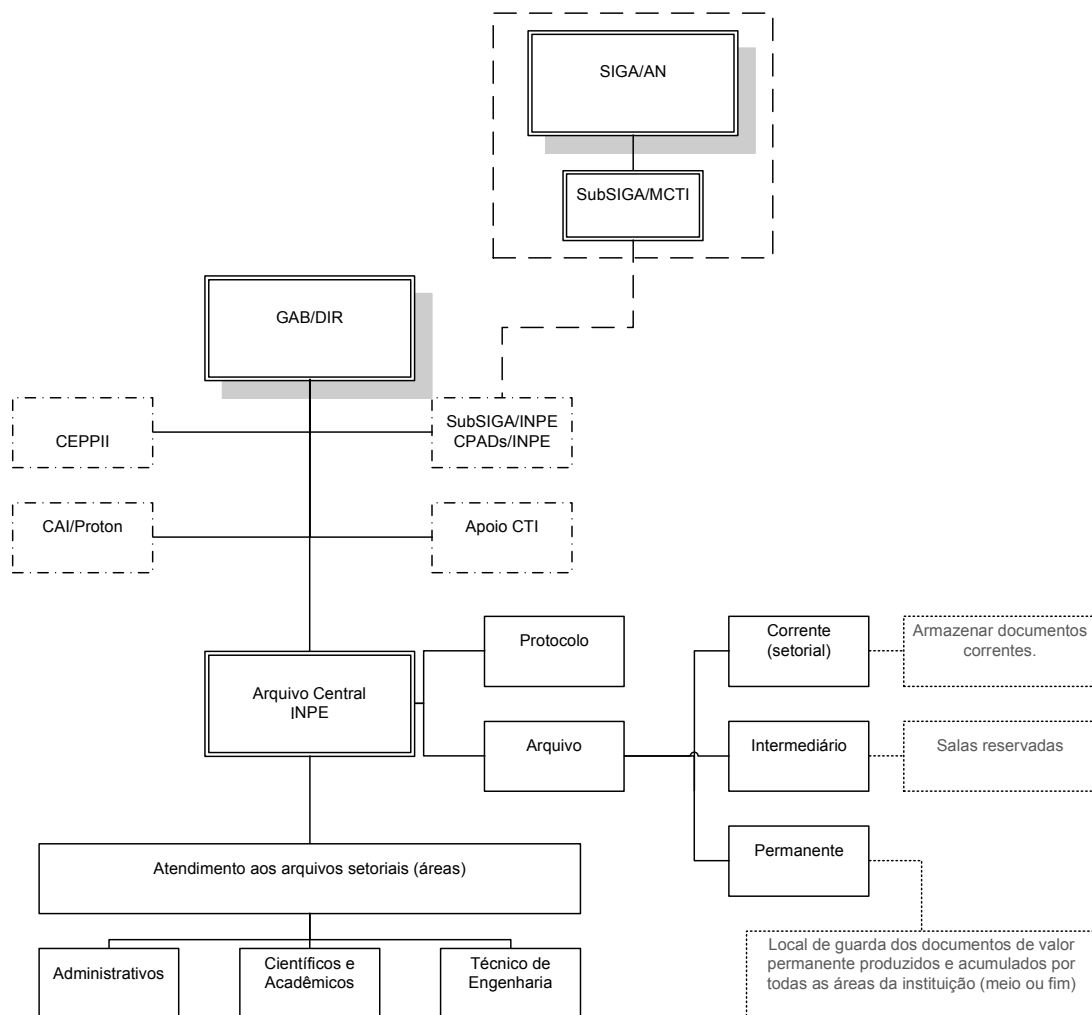 SIGA/AN
SubSIGA/MCTI
GAB/DIR
CEPPII
SubSIGA/INPE
CPADs/INPE
CAI/Proton
Apoio CTI
Arquivo Central
INPE
Protocolo
Arquivo
Corrente
(setorial)
Armazenar documentos
correntes.
Intermediário
Salas reservadas
Permanente
Local de guarda dos documentos de valor
permanente produzidos e acumulados por
todas as áreas da instituição (meio ou fim)
Atendimento aos arquivos setoriais (áreas)
Administrativos
Científicos e
Acadêmicos
Técnico de
Engenharia